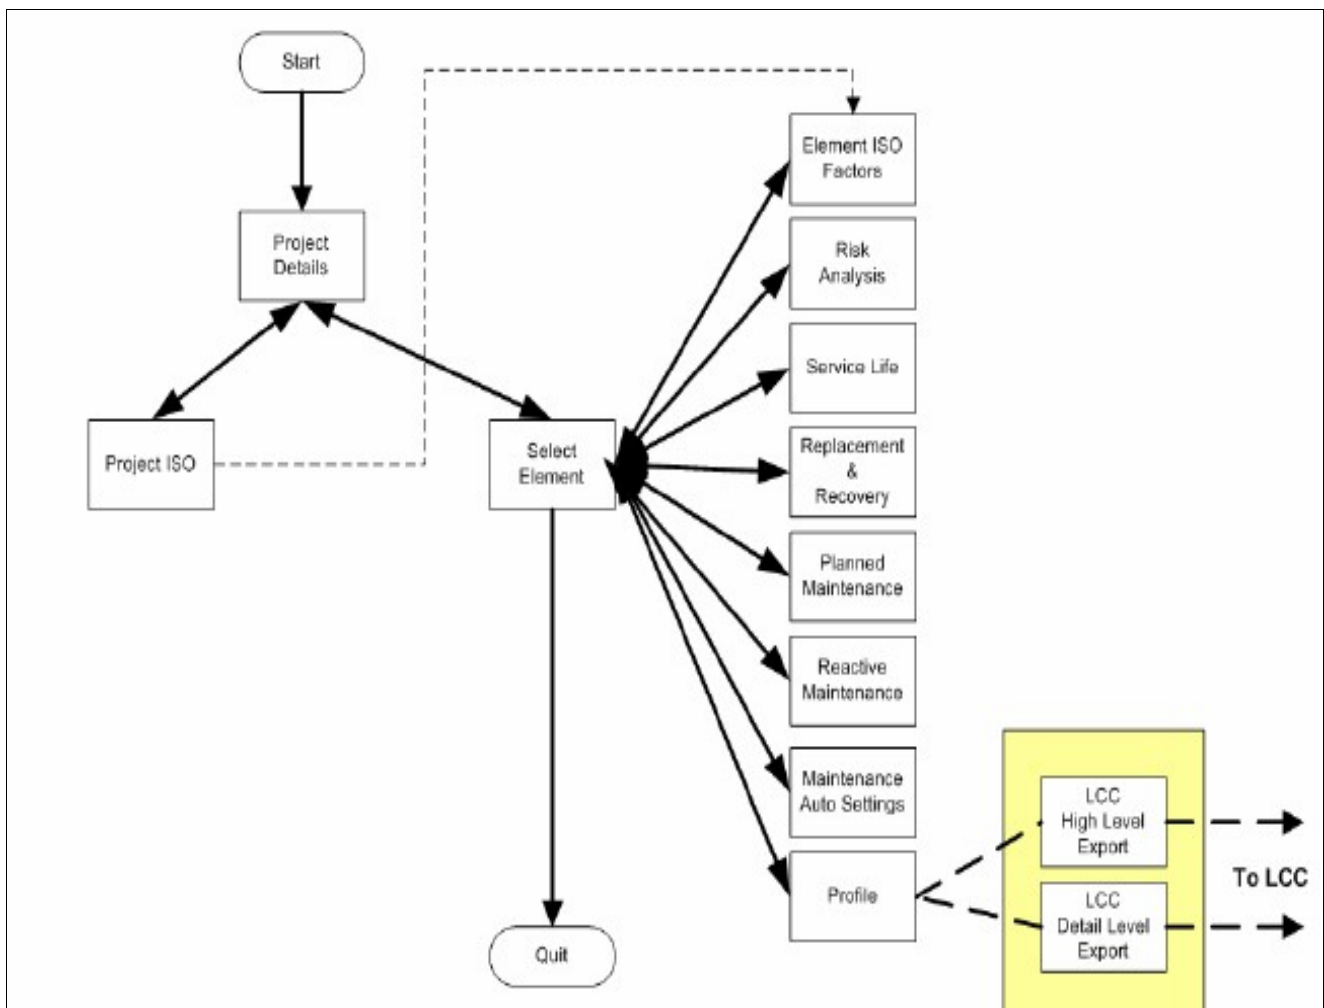 Start
Project
Details
Project ISO
Select
Element
Quit
Element ISO
Factors
Risk
Analysis
Service Life
Replacement
&
Recovery
Planned
Maintenance
Reactive
Maintenance
Maintenance
Auto Settings
Profile
LCC
High Level
Export
LCC
Detail Level
Export
To LCC